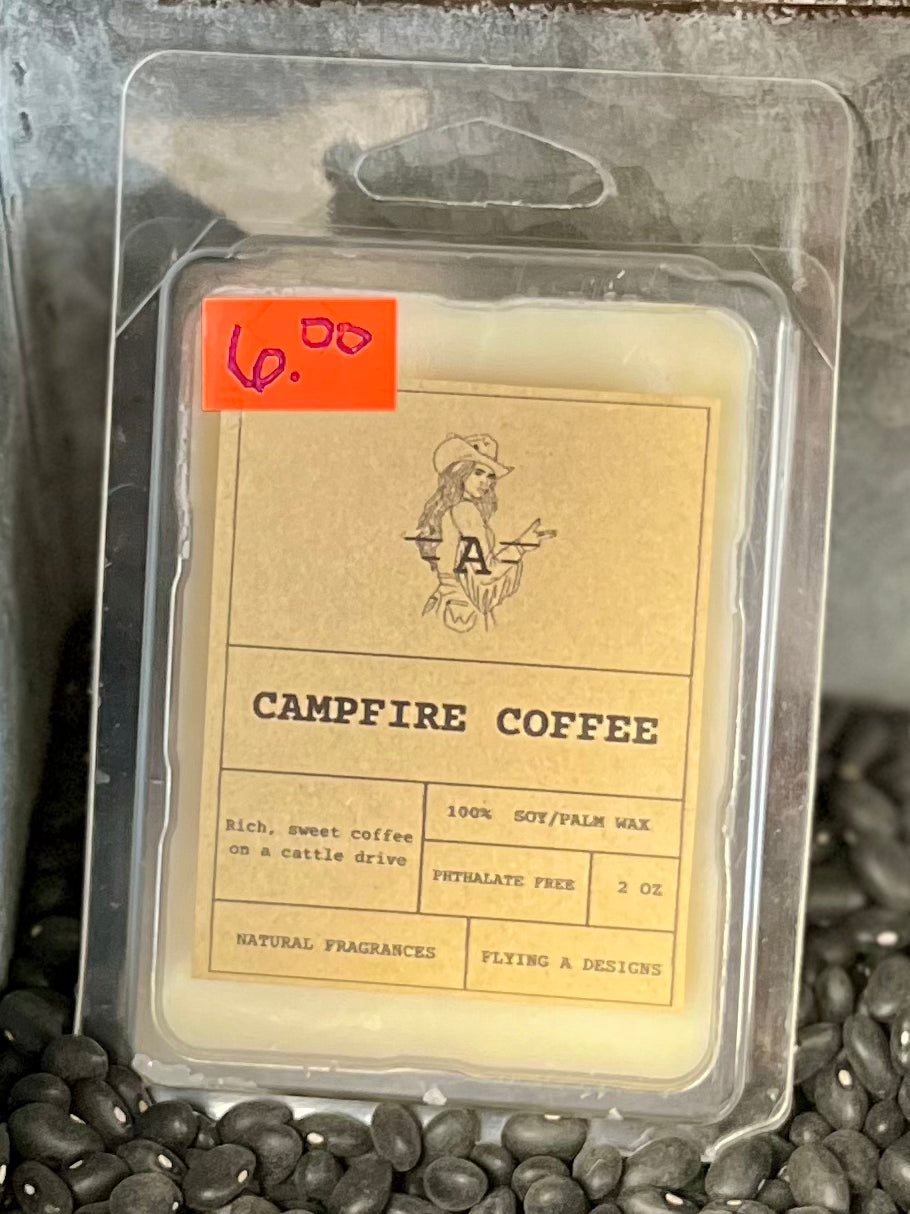 6.00
A
W
CAMPFIRE COFFEE
Rich, sweet coffee
on a cattle drive
100% SOY/PALM WAX
PHTHALATE FREE
2 OZ
NATURAL FRAGRANCES
FLYING A DESIGNS